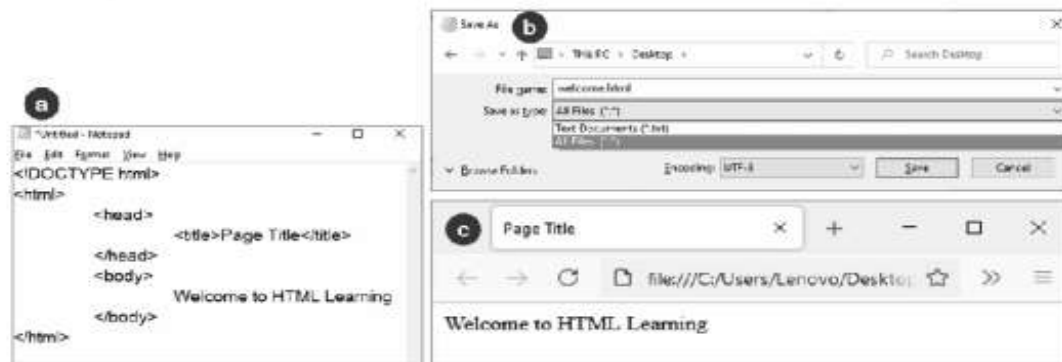 a
*Untitled - Notepad
File Edit Format View Help
<!DOCTYPE html>
<html>
<head>
<title>Page Title</title>
</head>
<body>
Welcome to HTML Learning
</body>
</html>
b
Save As
This PC > Desktop >
Search Desktop
File name: welcome.html
Save as type: All Files (*.*)
Text Documents (*.txt)
All Files (*.*)
Browse Folders
Encoding: UTF-8
Save
Cancel
c
Page Title
file:///C:/Users/Lenovo/Desktop
Welcome to HTML Learning